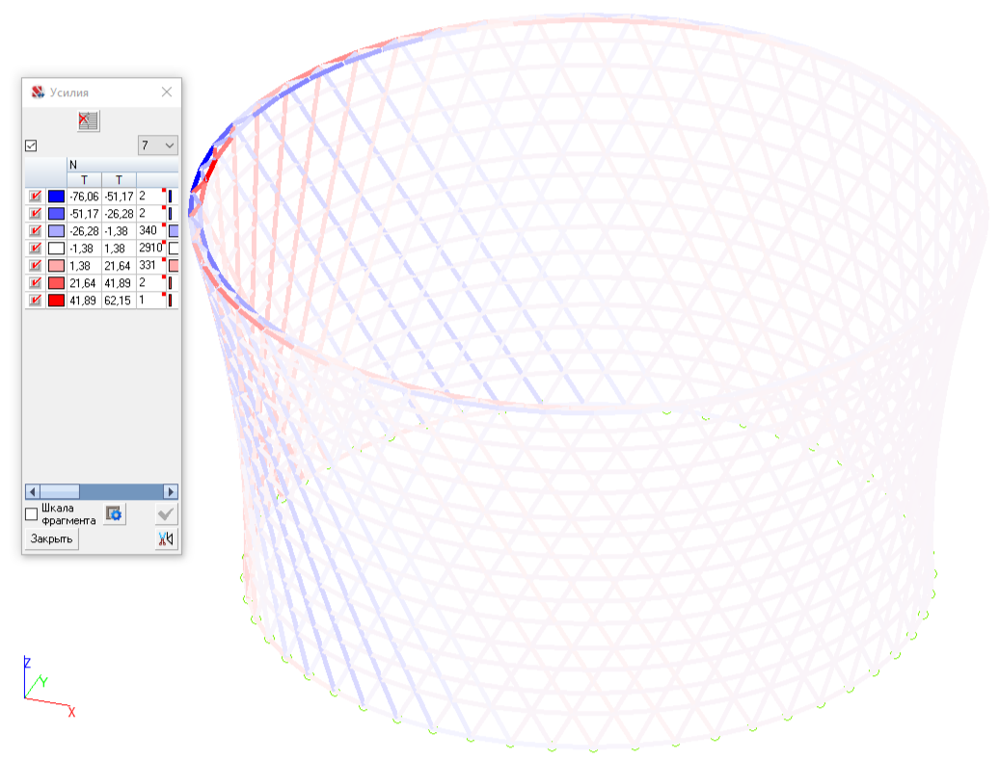 Усилия
7
N
T T
-76,06 -51,17 2
-51,17 -26,28 2
-26,28 -1,38 340
-1,38 1,38 2910
1,38 21,64 331
21,64 41,89 2
41,89 62,15 1
Шкала
фрагмента
Закрыть
Z
Y
X